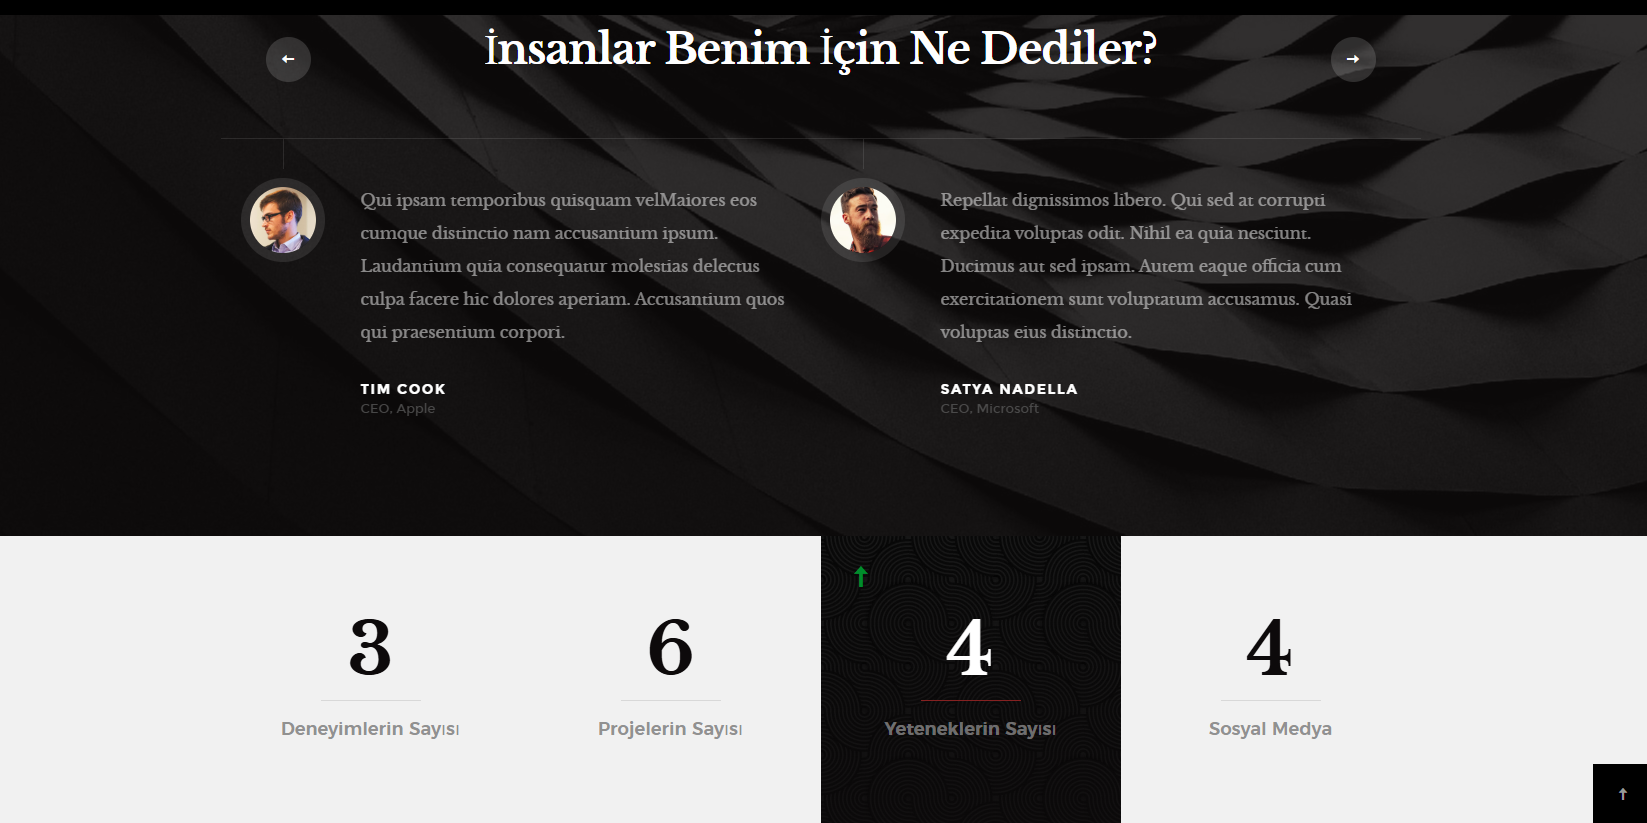 İnsanlar Benim İçin Ne Dediler?
Qui ipsam temporibus quisquam velMaiores eos
cumque distinctio nam accusantium ipsum.
Laudantium quia consequatur molestias delectus
culpa facere hic dolores aperiam. Accusantium quos
qui praesentium corpori.
TIM COOK
CEO, Apple
Repellat dignissimos libero. Qui sed at corrupti
expedita voluptas odit. Nihil ea quia nesciunt.
Ducimus aut sed ipsam. Autem eaque officia cum
exercitationem sunt voluptatum accusamus. Quasi
voluptas eius distinctio.
SATYA NADELLA
CEO, Microsoft
3
Deneyimlerin Sayısı
6
Projelerin Sayısı
4
Yeteneklerin Sayısı
4
Sosyal Medya